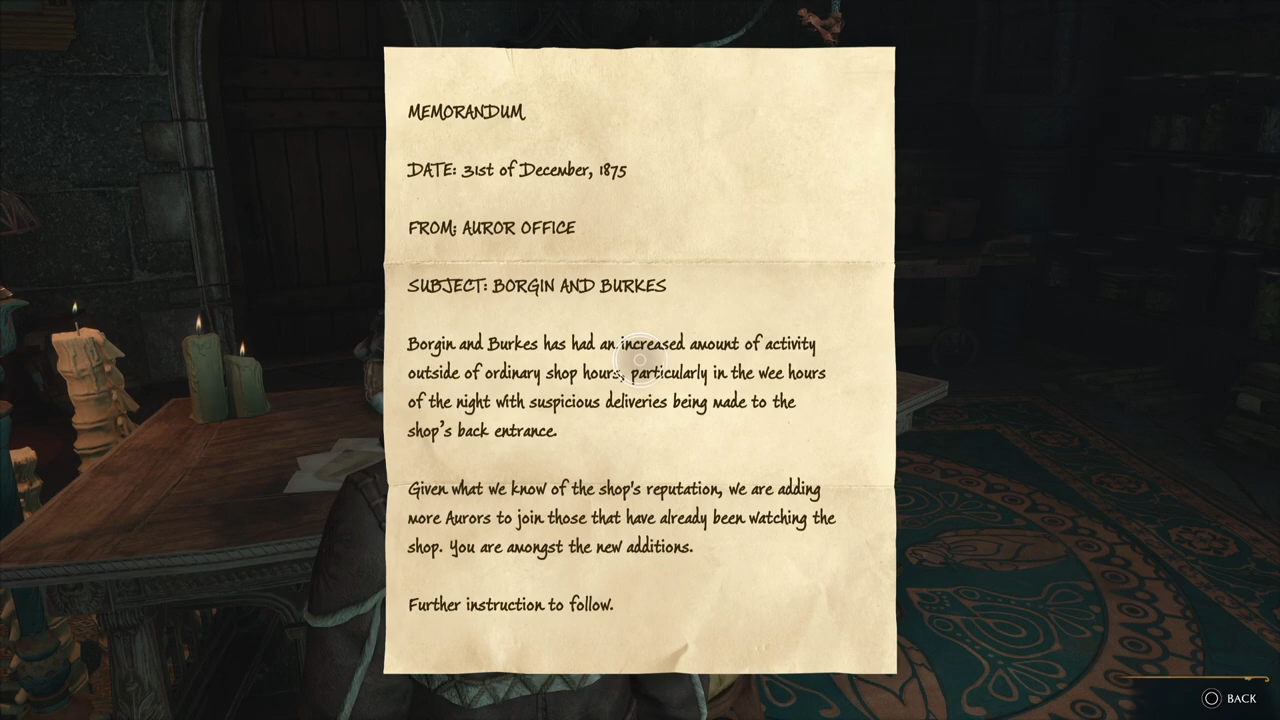 MEMORANDUM
DATE: 31st of December, 1875
FROM: AUROR OFFICE
SUBJECT: BORGIN AND BURKES
Borgin and Burkes has had an increased amount of activity
outside of ordinary shop hours, particularly in the wee hours
of the night with suspicious deliveries being made to the
shop's back entrance.
Given what we know of the shop's reputation, we are adding
more Aurors to join those that have already been watching the
shop. You are amongst the new additions.
Further instruction to follow.
BACK